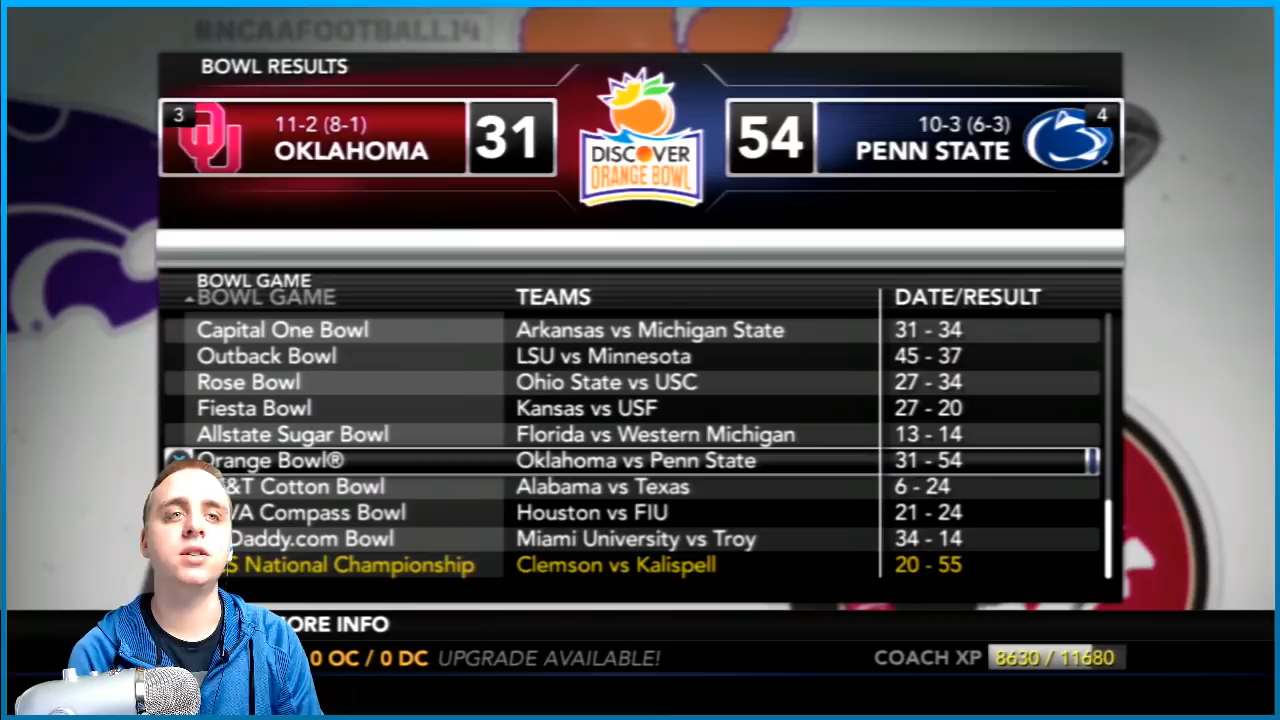 #NCAAFOOTBALL14
BOWL RESULTS
3 OU 11-2 (8-1) OKLAHOMA 31
DISCOVER ORANGE BOWL
54 10-3 (6-3) PENN STATE 4
BOWL GAME
BOWL GAME TEAMS DATE/RESULT
Capital One Bowl Arkansas vs Michigan State 31 - 34
Outback Bowl LSU vs Minnesota 45 - 37
Rose Bowl Ohio State vs USC 27 - 34
Fiesta Bowl Kansas vs USF 27 - 20
Allstate Sugar Bowl Florida vs Western Michigan 13 - 14
Orange Bowl® Oklahoma vs Penn State 31 - 54
&T Cotton Bowl Alabama vs Texas 6 - 24
/A Compass Bowl Houston vs FIU 21 - 24
Daddy.com Bowl Miami University vs Troy 34 - 14
S National Championship Clemson vs Kalispell 20 - 55
ORE INFO
0 OC / 0 DC UPGRADE AVAILABLE! COACH XP 8630 / 11680